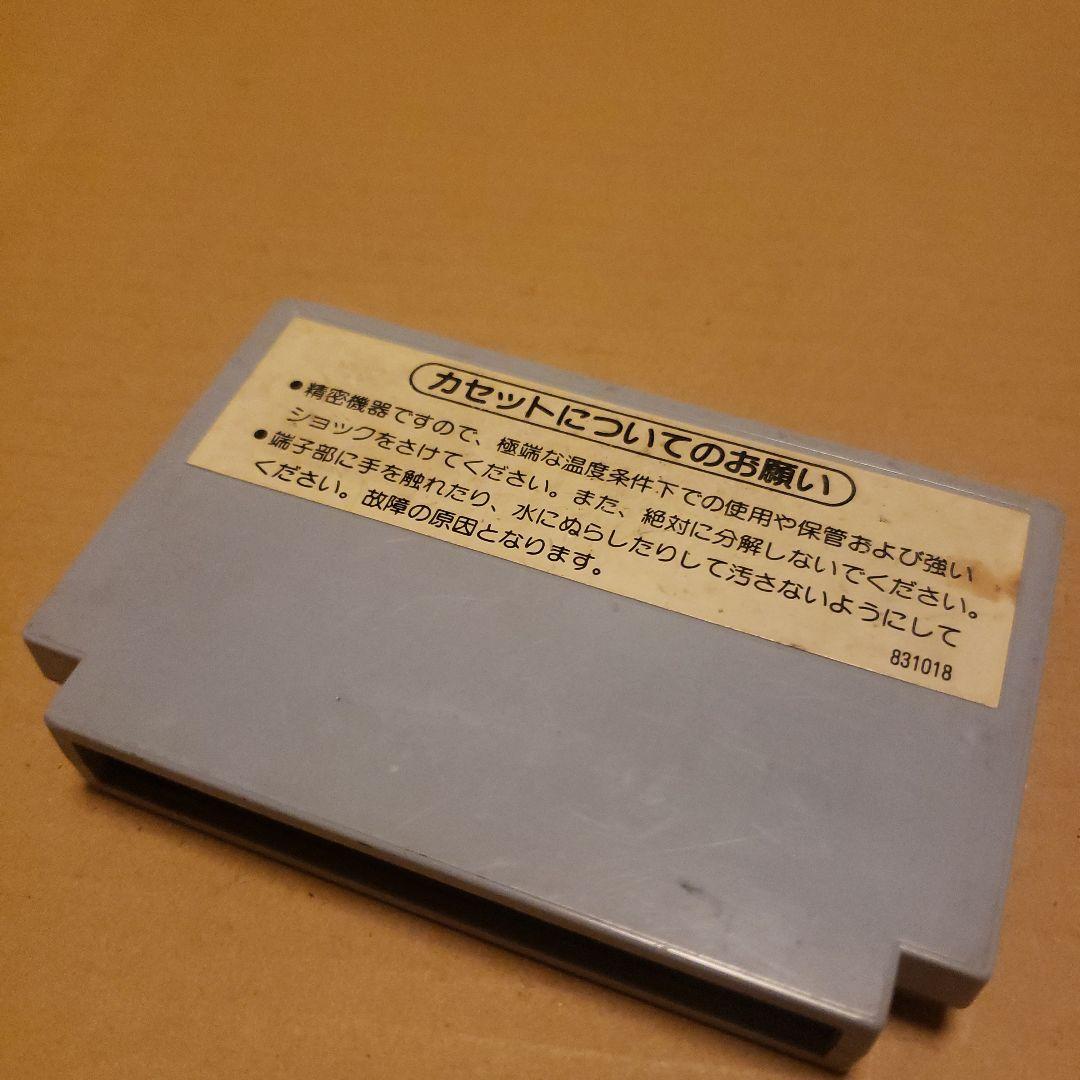 カセットについてのお願い
●精密機器ですので、極端な温度条件下での使用や保管および強い
ショックをさけてください。また、絶対に分解しないでください。
●端子部に手を触れたり、水にぬらしたりして汚さないようにして
ください。故障の原因となります。
831018